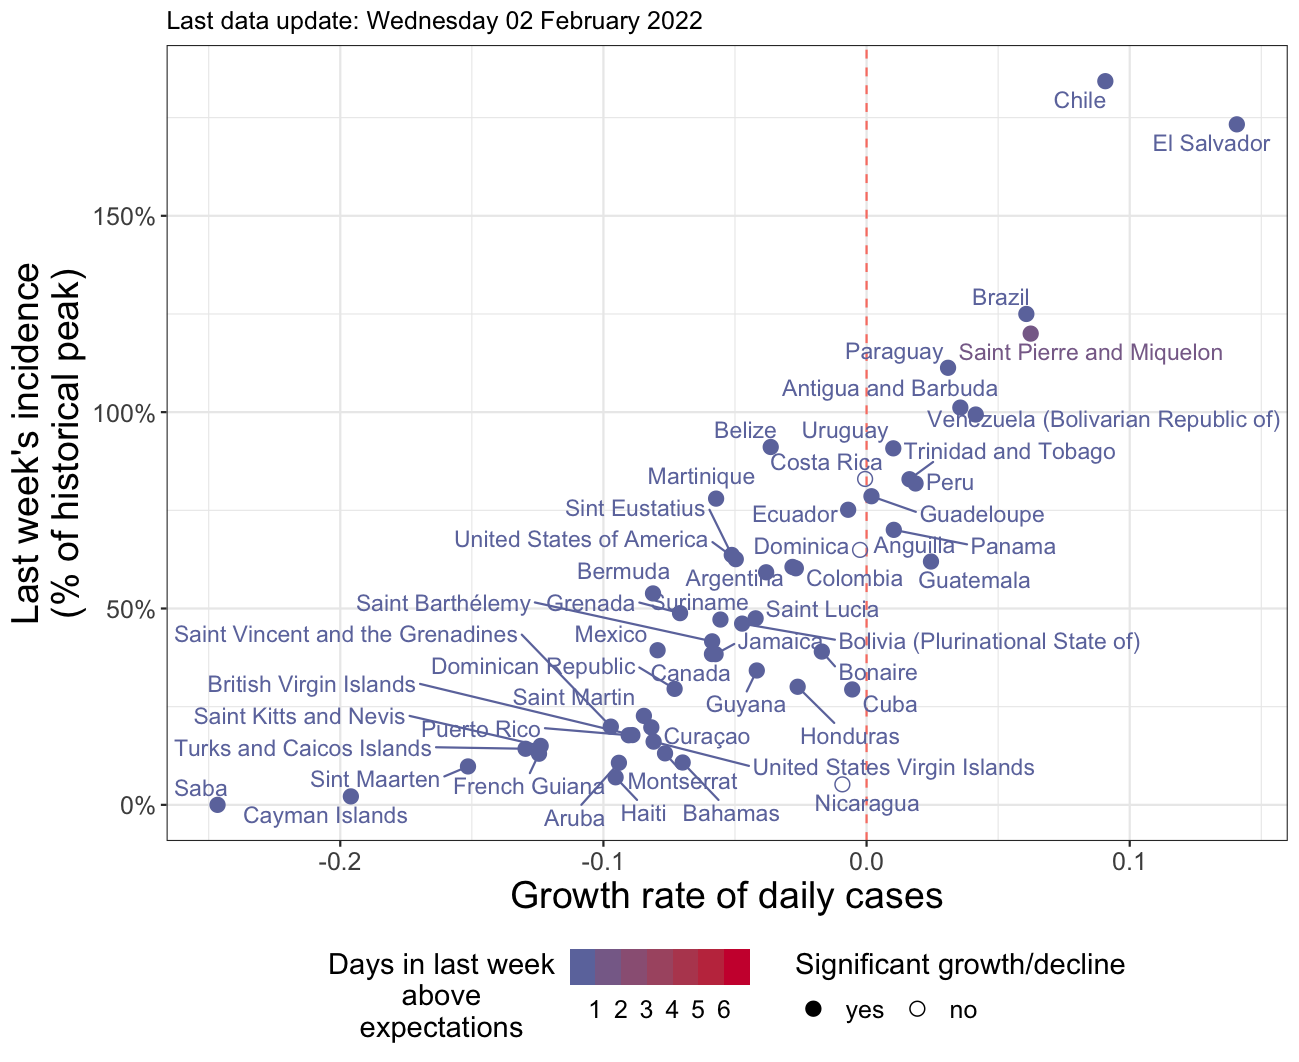 Last data update: Wednesday 02 February 2022
Chile
El Salvador
150%
Brazil
Saint Pierre and Miquelon
Paraguay
Antigua and Barbuda
100%
Venezuela (Bolivarian Republic of)
Belize
Uruguay
Trinidad and Tobago
Costa Rica
Martinique
Peru
Sint Eustatius
Ecuador
Guadeloupe
United States of America
Dominica
Anguilla
Panama
Bermuda
Argentina
Colombia
Guatemala
50%
Saint Barthélemy
Grenada
Suriname
Saint Lucia
Saint Vincent and the Grenadines
Mexico
Jamaica
Bolivia (Plurinational State of)
Dominican Republic
Canada
Bonaire
British Virgin Islands
Saint Martin
Guyana
Cuba
Saint Kitts and Nevis
Puerto Rico
Curaçao
Honduras
Turks and Caicos Islands
United States Virgin Islands
Sint Maarten
French Guiana
Montserrat
Saba
0%
Cayman Islands
Aruba
Haiti
Bahamas
Nicaragua
Last week's incidence
(% of historical peak)
-0.2
-0.1
0.0
0.1
Growth rate of daily cases
Days in last week
above
expectations
1 2 3 4 5 6
Significant growth/decline
yes
no